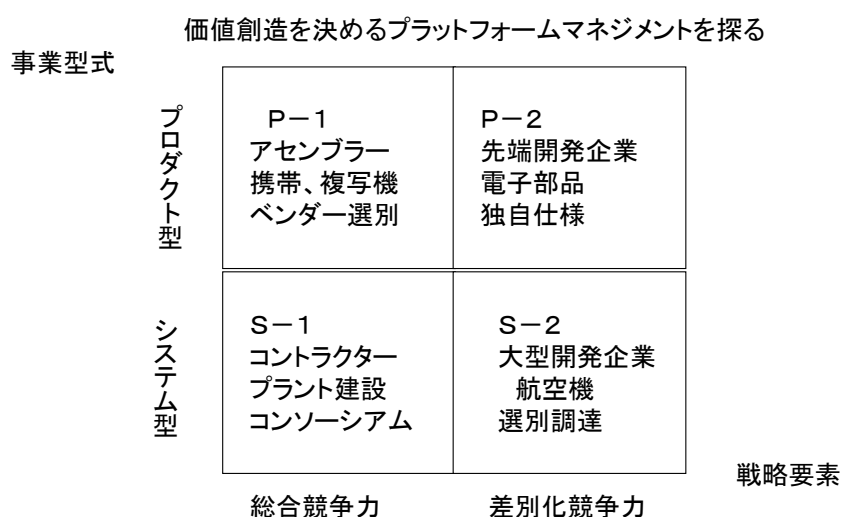 価値創造を決めるプラットフォームマネジメントを探る
事業型式
プロダクト型
P－1
アセンブラー
携帯、複写機
ベンダー選別
P－2
先端開発企業
電子部品
独自仕様
システム型
S－1
コントラクター
プラント建設
コンソーシアム
S－2
大型開発企業
航空機
選別調達
戦略要素
総合競争力
差別化競争力